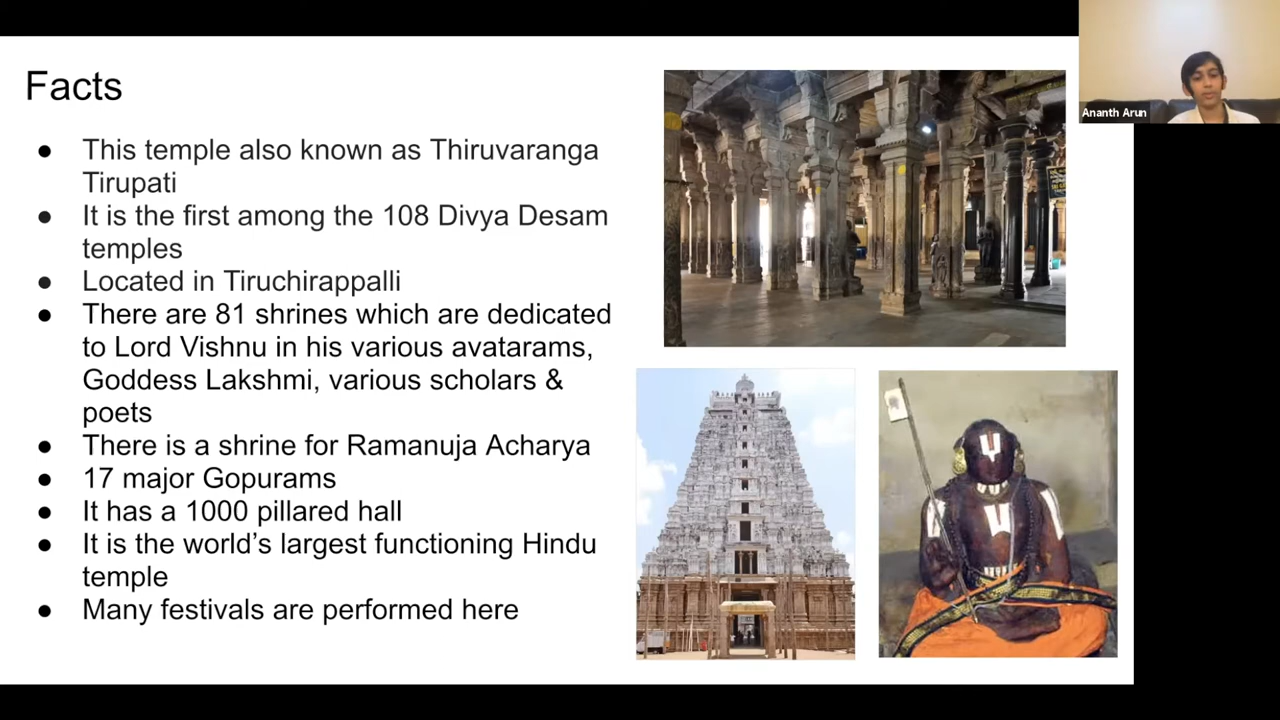 Facts
● This temple also known as Thiruvaranga
Tirupati
● It is the first among the 108 Divya Desam
temples
● Located in Tiruchirappalli
● There are 81 shrines which are dedicated
to Lord Vishnu in his various avatarams,
Goddess Lakshmi, various scholars &
poets
● There is a shrine for Ramanuja Acharya
● 17 major Gopurams
● It has a 1000 pillared hall
● It is the world’s largest functioning Hindu
temple
● Many festivals are performed here
Ananth Arun